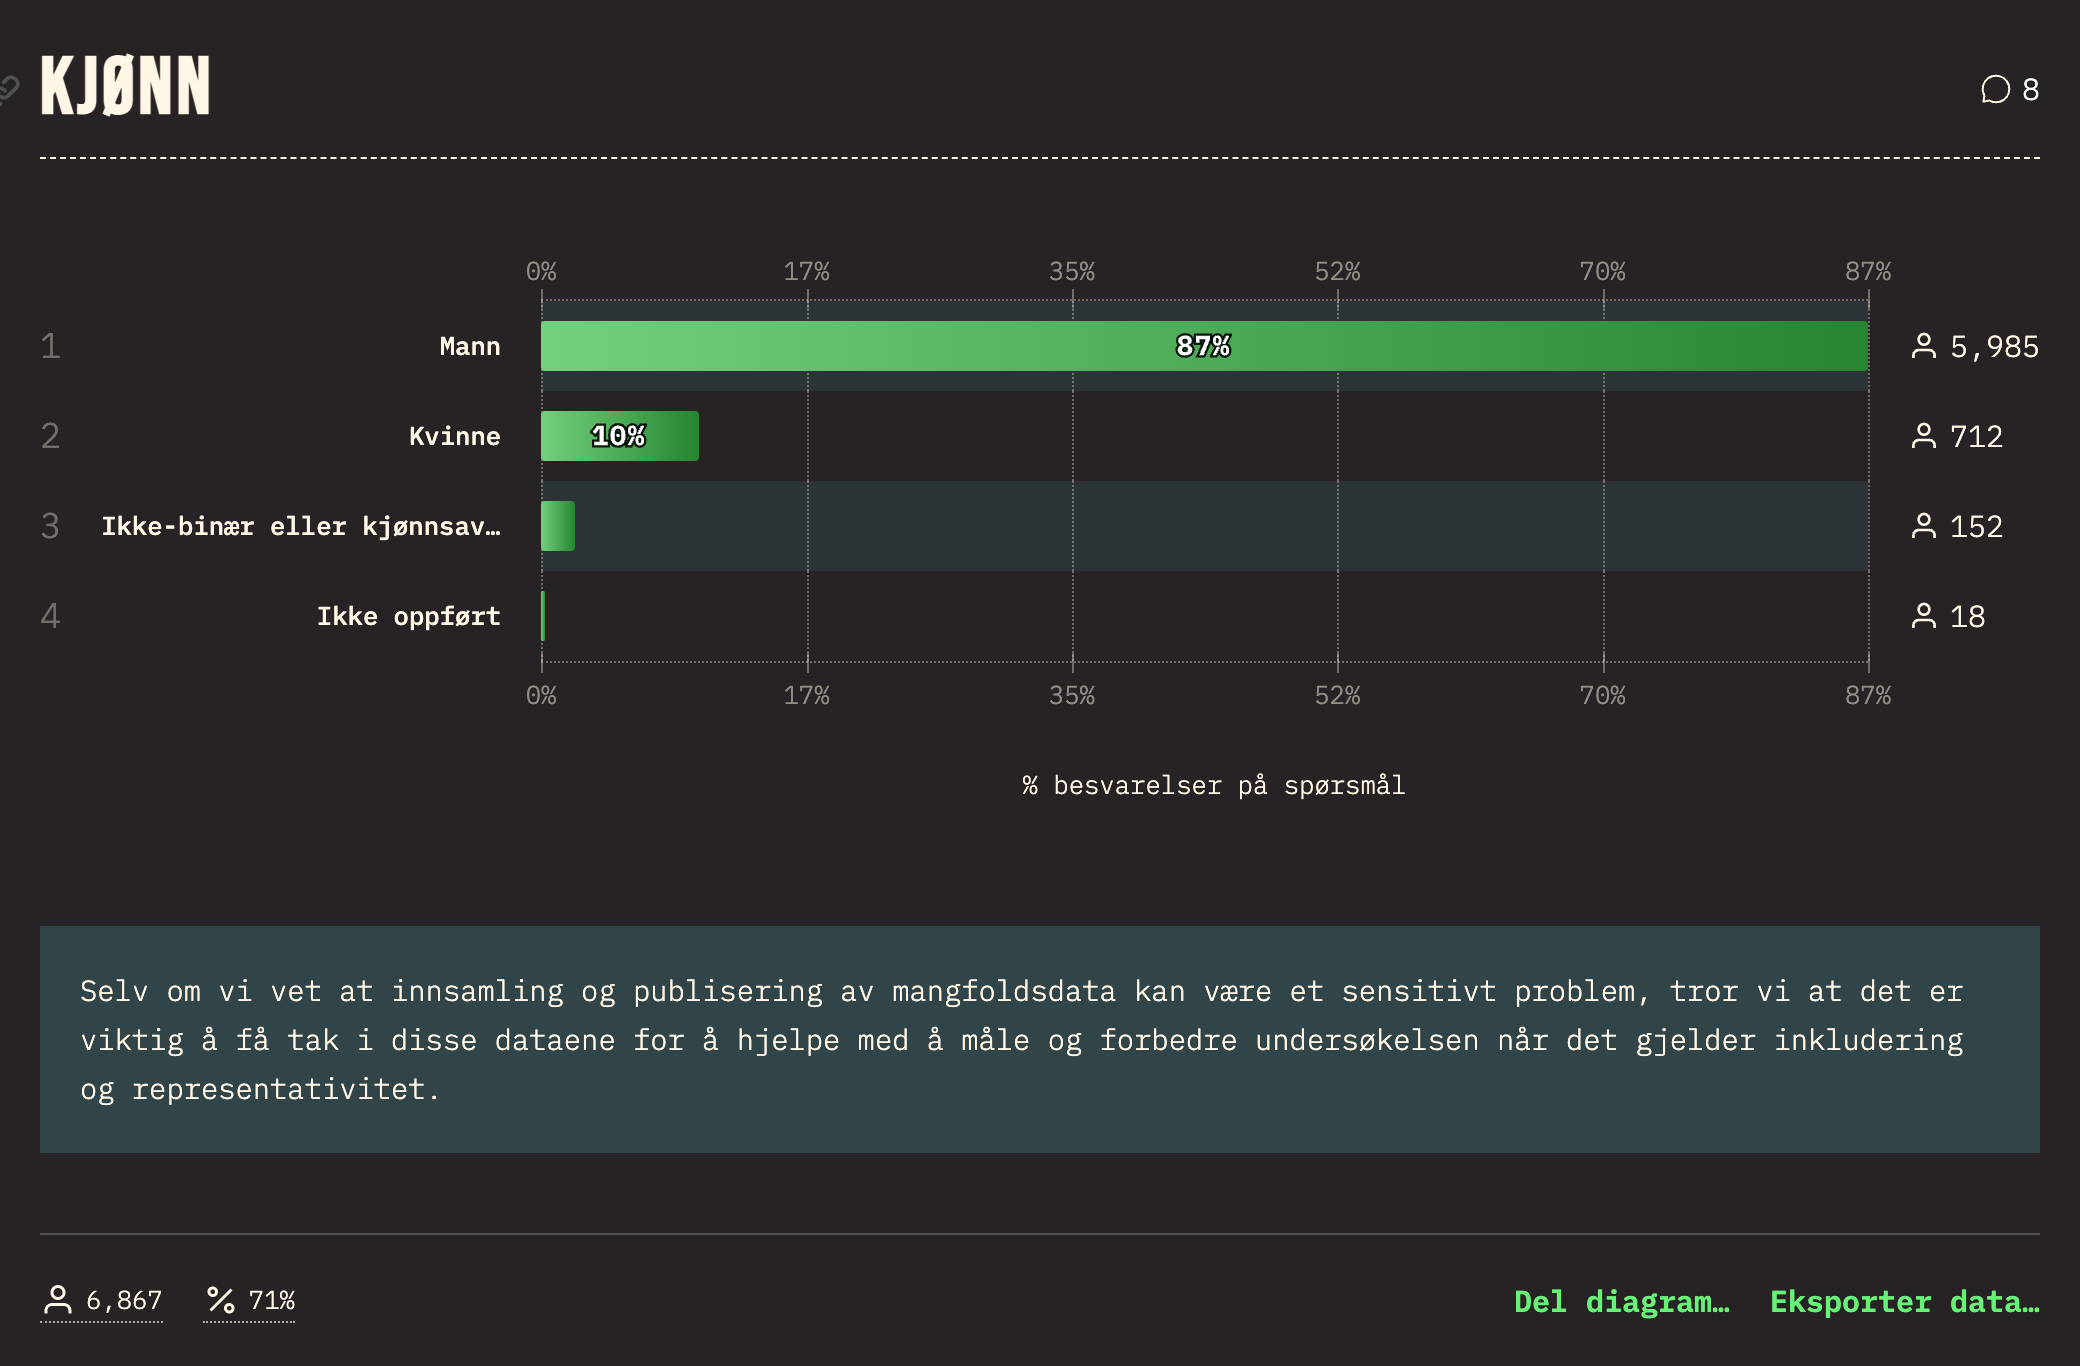 KJØNN
8
0% 17% 35% 52% 70% 87%
1 Mann 87% 5,985
2 Kvinne 10% 712
3 Ikke-binær eller kjønnsav… 152
4 Ikke oppført 18
0% 17% 35% 52% 70% 87%
% besvarelser på spørsmål
Selv om vi vet at innsamling og publisering av mangfoldsdata kan være et sensitivt problem, tror vi at det er
viktig å få tak i disse dataene for å hjelpe med å måle og forbedre undersøkelsen når det gjelder inkludering
og representativitet.
6,867 71% Del diagram… Eksporter data…